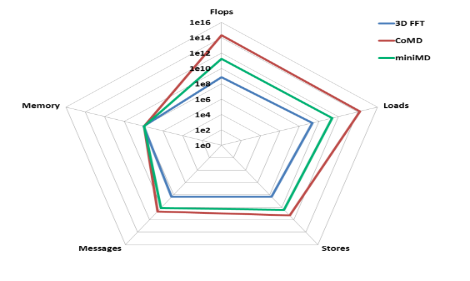 Flops
1e16
1e14
1e12
1e10
1e8
1e6
1e4
1e2
1e0
Memory
Loads
Messages
Stores
3D FFT
CoMD
miniMD